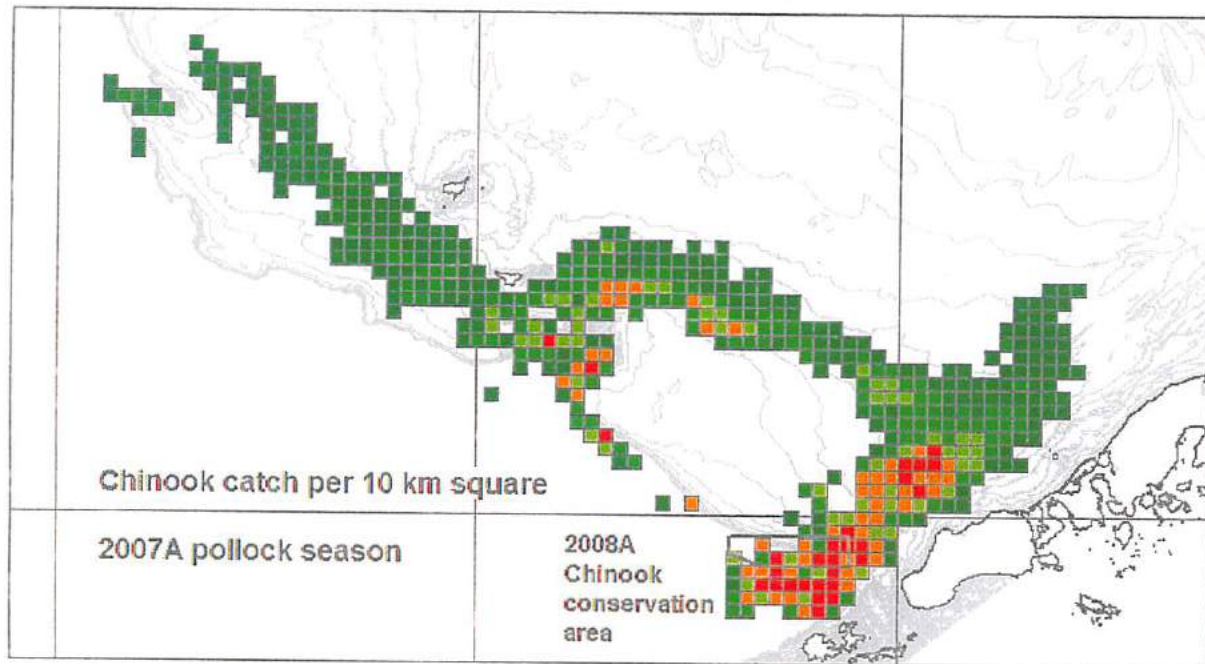 Chinook catch per 10 km square
2007A pollock season
2008A
Chinook
conservation
area